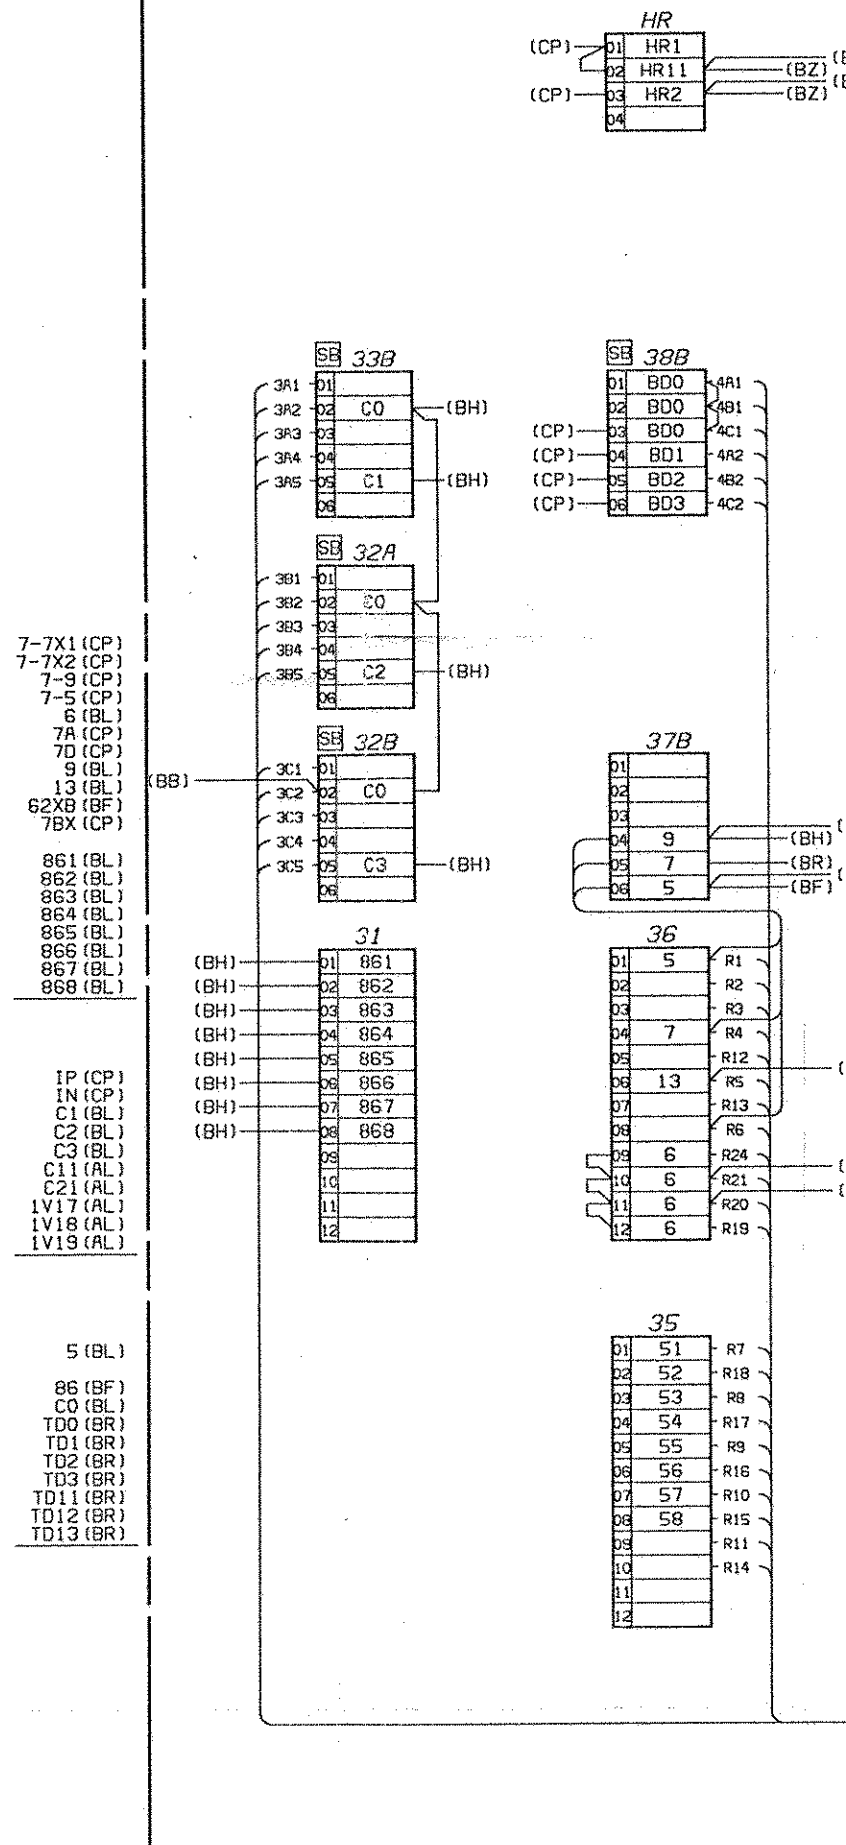 HR
(CP) 01 HR1
02 HR11 (BZ)
(CP) 03 HR2 (BZ)
04
SB 33B
3A1 01
3A2 02 C0 (BH)
3A3 03
3A4 04
3A5 05 C1 (BH)
06
SB 38B
01 BD0 4A1
02 BD0 4B1
(CP) 03 BD0 4C1
(CP) 04 BD1 4A2
(CP) 05 BD2 4B2
(CP) 06 BD3 4C2
SB 32A
3B1 01
3B2 02 C0
3B3 03
3B4 04
3B5 05 C2 (BH)
06
7-7X1(CP)
7-7X2(CP)
7-9(CP)
7-5(CP)
6(BL)
7A(CP)
7D(CP)
9(BL)
13(BL)
62XB(BF)
7BX(CP)
861(BL)
862(BL)
863(BL)
864(BL)
865(BL)
866(BL)
867(BL)
868(BL)
SB 32B
3C1 01
(BB) 3C2 02 C0
3C3 03
3C4 04
3C5 05 C3 (BH)
06
37B
01
02
03
04 9 (BH)
05 7 (BR)
06 5 (BF)
31
(BH) 01 861
(BH) 02 862
(BH) 03 863
(BH) 04 864
(BH) 05 865
(BH) 06 866
(BH) 07 867
(BH) 08 868
09
10
11
12
36
01 5 R1
02 R2
03 R3
04 7 R4
05 R12
06 13 R5
07 R13
08 R6
09 6 R24
10 6 R21
11 6 R20
12 6 R19
IP(CP)
IN(CP)
C1(BL)
C2(BL)
C3(BL)
C11(AL)
C21(AL)
1V17(AL)
1V18(AL)
1V19(AL)
5(BL)
86(BF)
C0(BL)
TD0(BR)
TD1(BR)
TD2(BR)
TD3(BR)
TD11(BR)
TD12(BR)
TD13(BR)
35
01 51 R7
02 52 R18
03 53 R8
04 54 R17
05 55 R9
06 56 R16
07 57 R10
08 58 R15
09 R11
10 R14
11
12